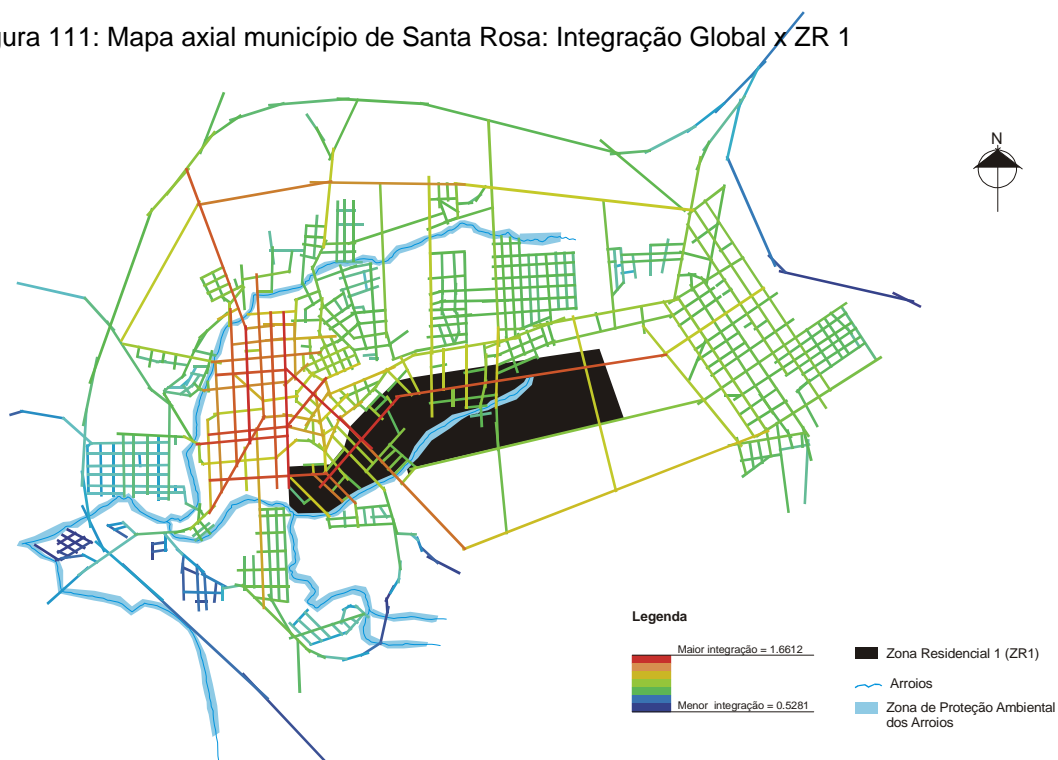 gura 111: Mapa axial município de Santa Rosa: Integração Global x ZR 1
N
Legenda
Maior integração = 1.6612
Menor integração = 0.5281
Zona Residencial 1 (ZR1)
Arroios
Zona de Proteção Ambiental
dos Arroios